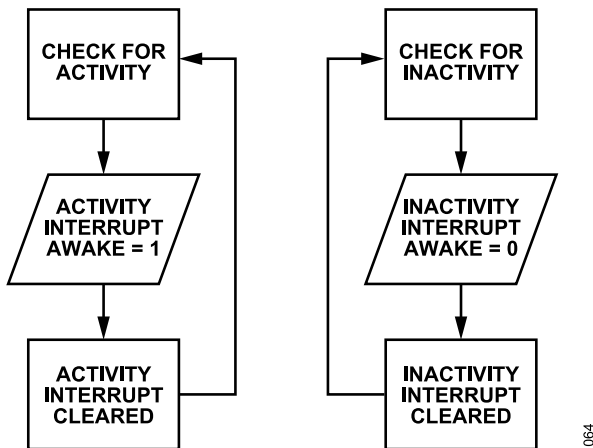 CHECK FOR
ACTIVITY
ACTIVITY
INTERRUPT
AWAKE = 1
ACTIVITY
INTERRUPT
CLEARED
CHECK FOR
INACTIVITY
INACTIVITY
INTERRUPT
AWAKE = 0
INACTIVITY
INTERRUPT
CLEARED
064